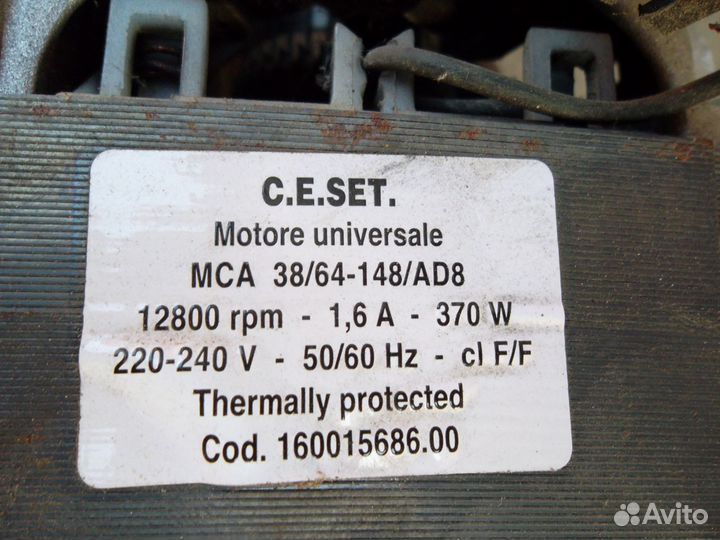 C.E.SET.
Motore universale
MCA 38/64-148/AD8
12800 rpm - 1,6 A - 370 W
220-240 V - 50/60 Hz - cl F/F
Thermally protected
Cod. 160015686.00
Avito